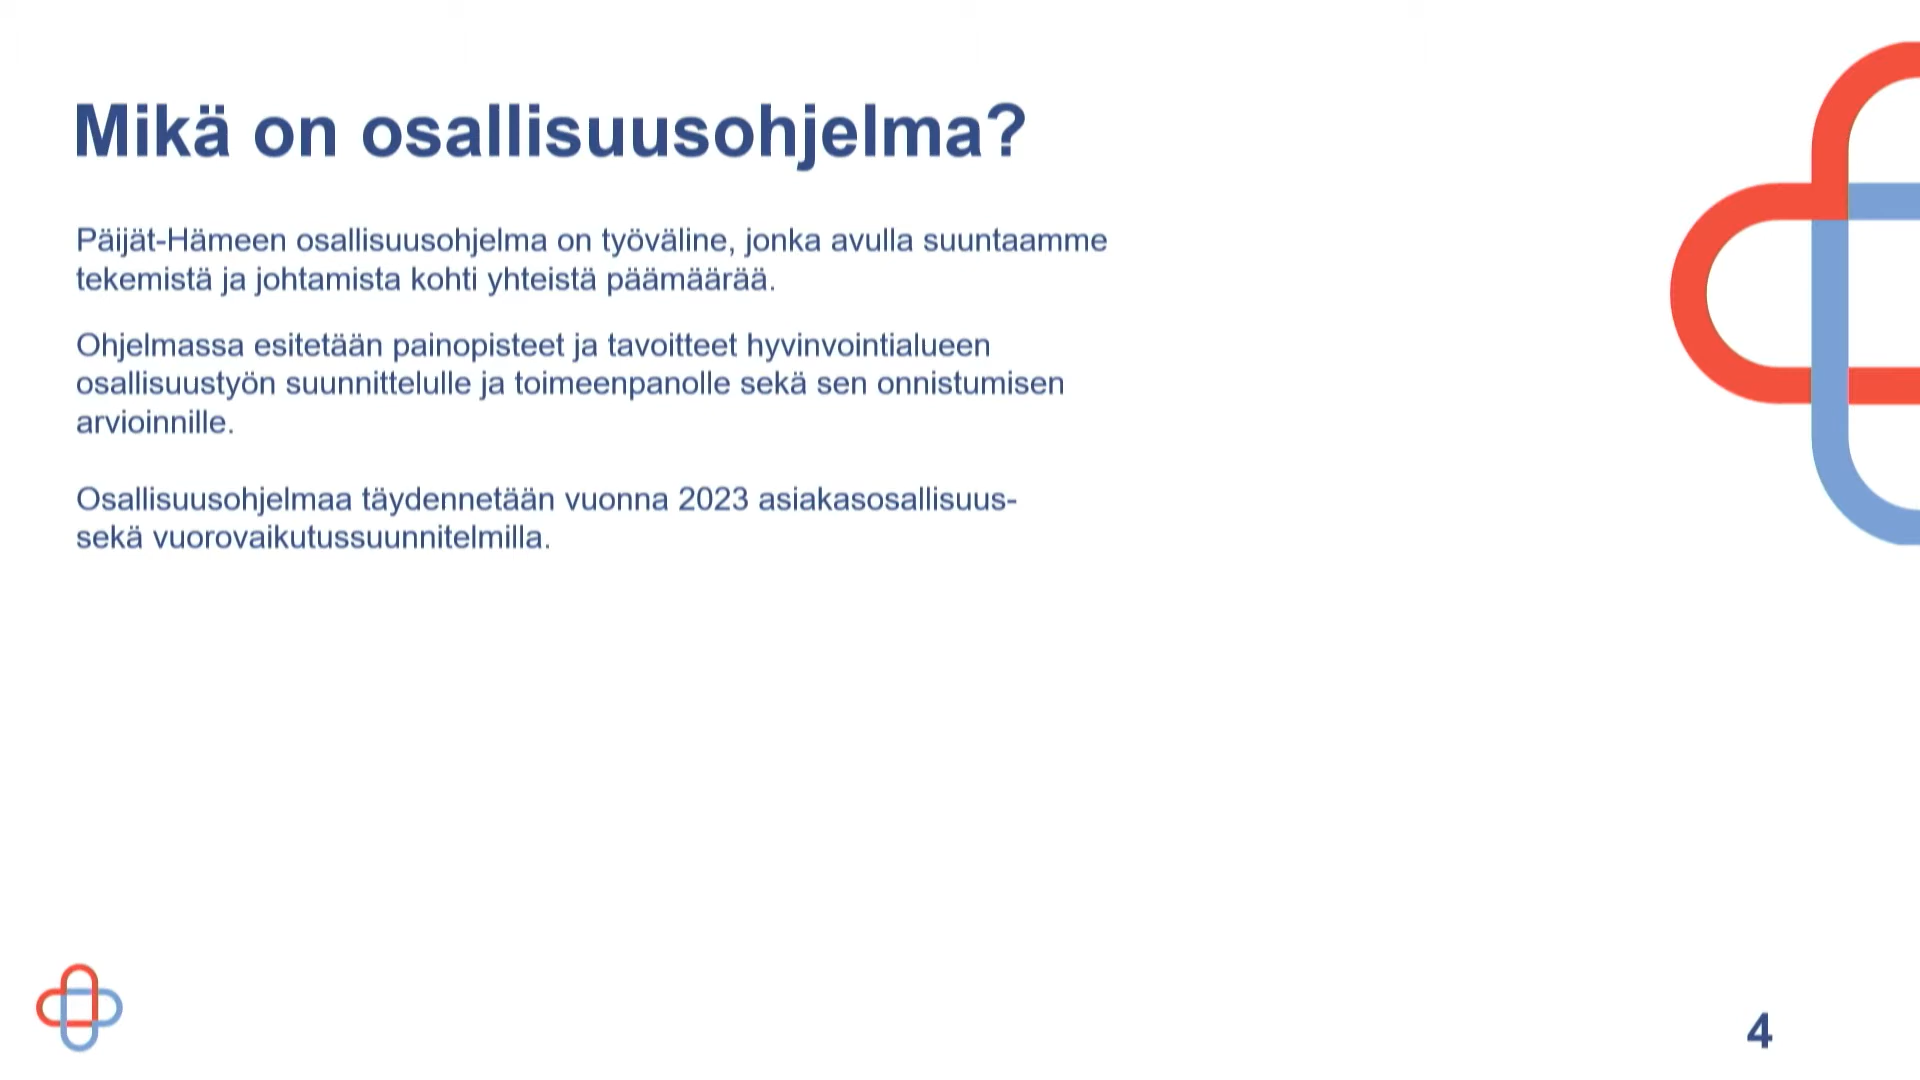 Mikä on osallisuusohjelma?
Päijät-Hämeen osallisuusohjelma on työväline, jonka avulla suuntaamme
tekemistä ja johtamista kohti yhteistä päämäärää.
Ohjelmassa esitetään painopisteet ja tavoitteet hyvinvointialueen
osallisuustyön suunnittelulle ja toimeenpanolle sekä sen onnistumisen
arvioinnille.
Osallisuusohjelmaa täydennetään vuonna 2023 asiakasosallisuus-
sekä vuorovaikutussuunnitelmilla.
4